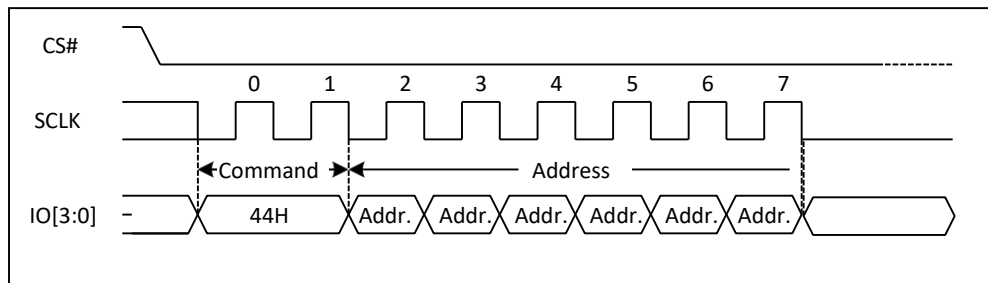 CS#
0 1 2 3 4 5 6 7
SCLK
Command Address
IO[3:0] 44H Addr. Addr. Addr. Addr. Addr. Addr.